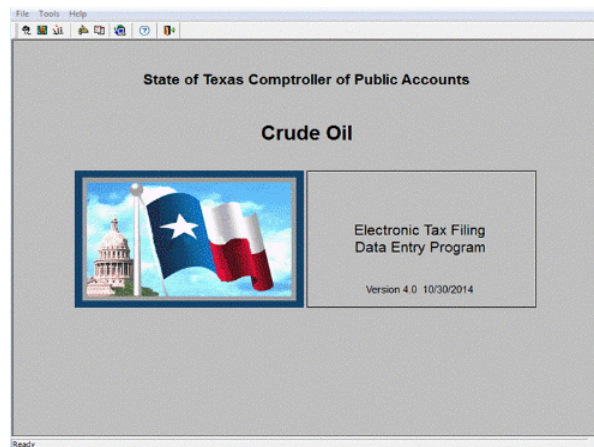 File Tools Help
State of Texas Comptroller of Public Accounts
Crude Oil
Electronic Tax Filing
Data Entry Program
Version 4.0 10/30/2014
Ready